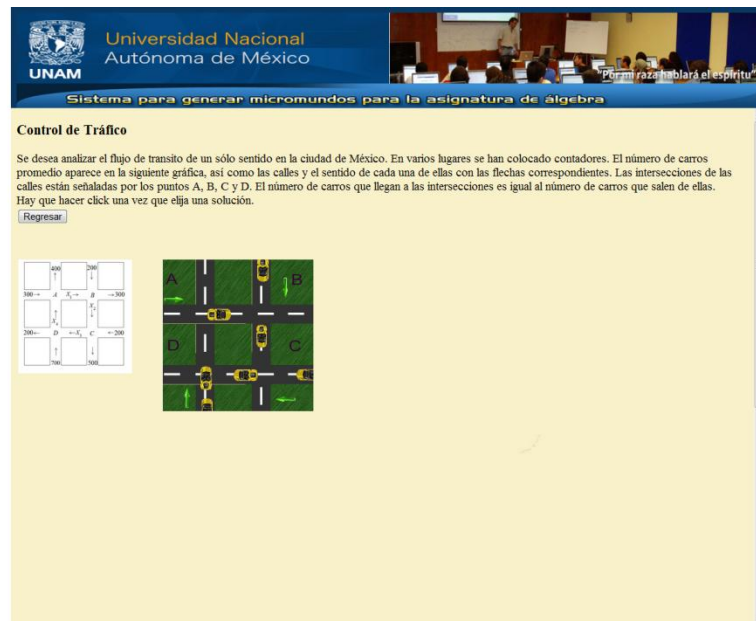 Universidad Nacional
Autónoma de México
UNAM
"Por mi raza hablará el espíritu"
Sistema para generar micromundos para la asignatura de álgebra
Control de Tráfico
Se desea analizar el flujo de transito de un sólo sentido en la ciudad de México. En varios lugares se han colocado contadores. El número de carros
promedio aparece en la siguiente gráfica, así como las calles y el sentido de cada una de ellas con las flechas correspondientes. Las intersecciones de las
calles están señaladas por los puntos A, B, C y D. El número de carros que llegan a las intersecciones es igual al número de carros que salen de ellas.
Hay que hacer click una vez que elija una solución.
Regresar
400 200
300→ A X₁→ B →300
X₂
X₄
200← D ←X₃ C ←200
700 500
A B
D C